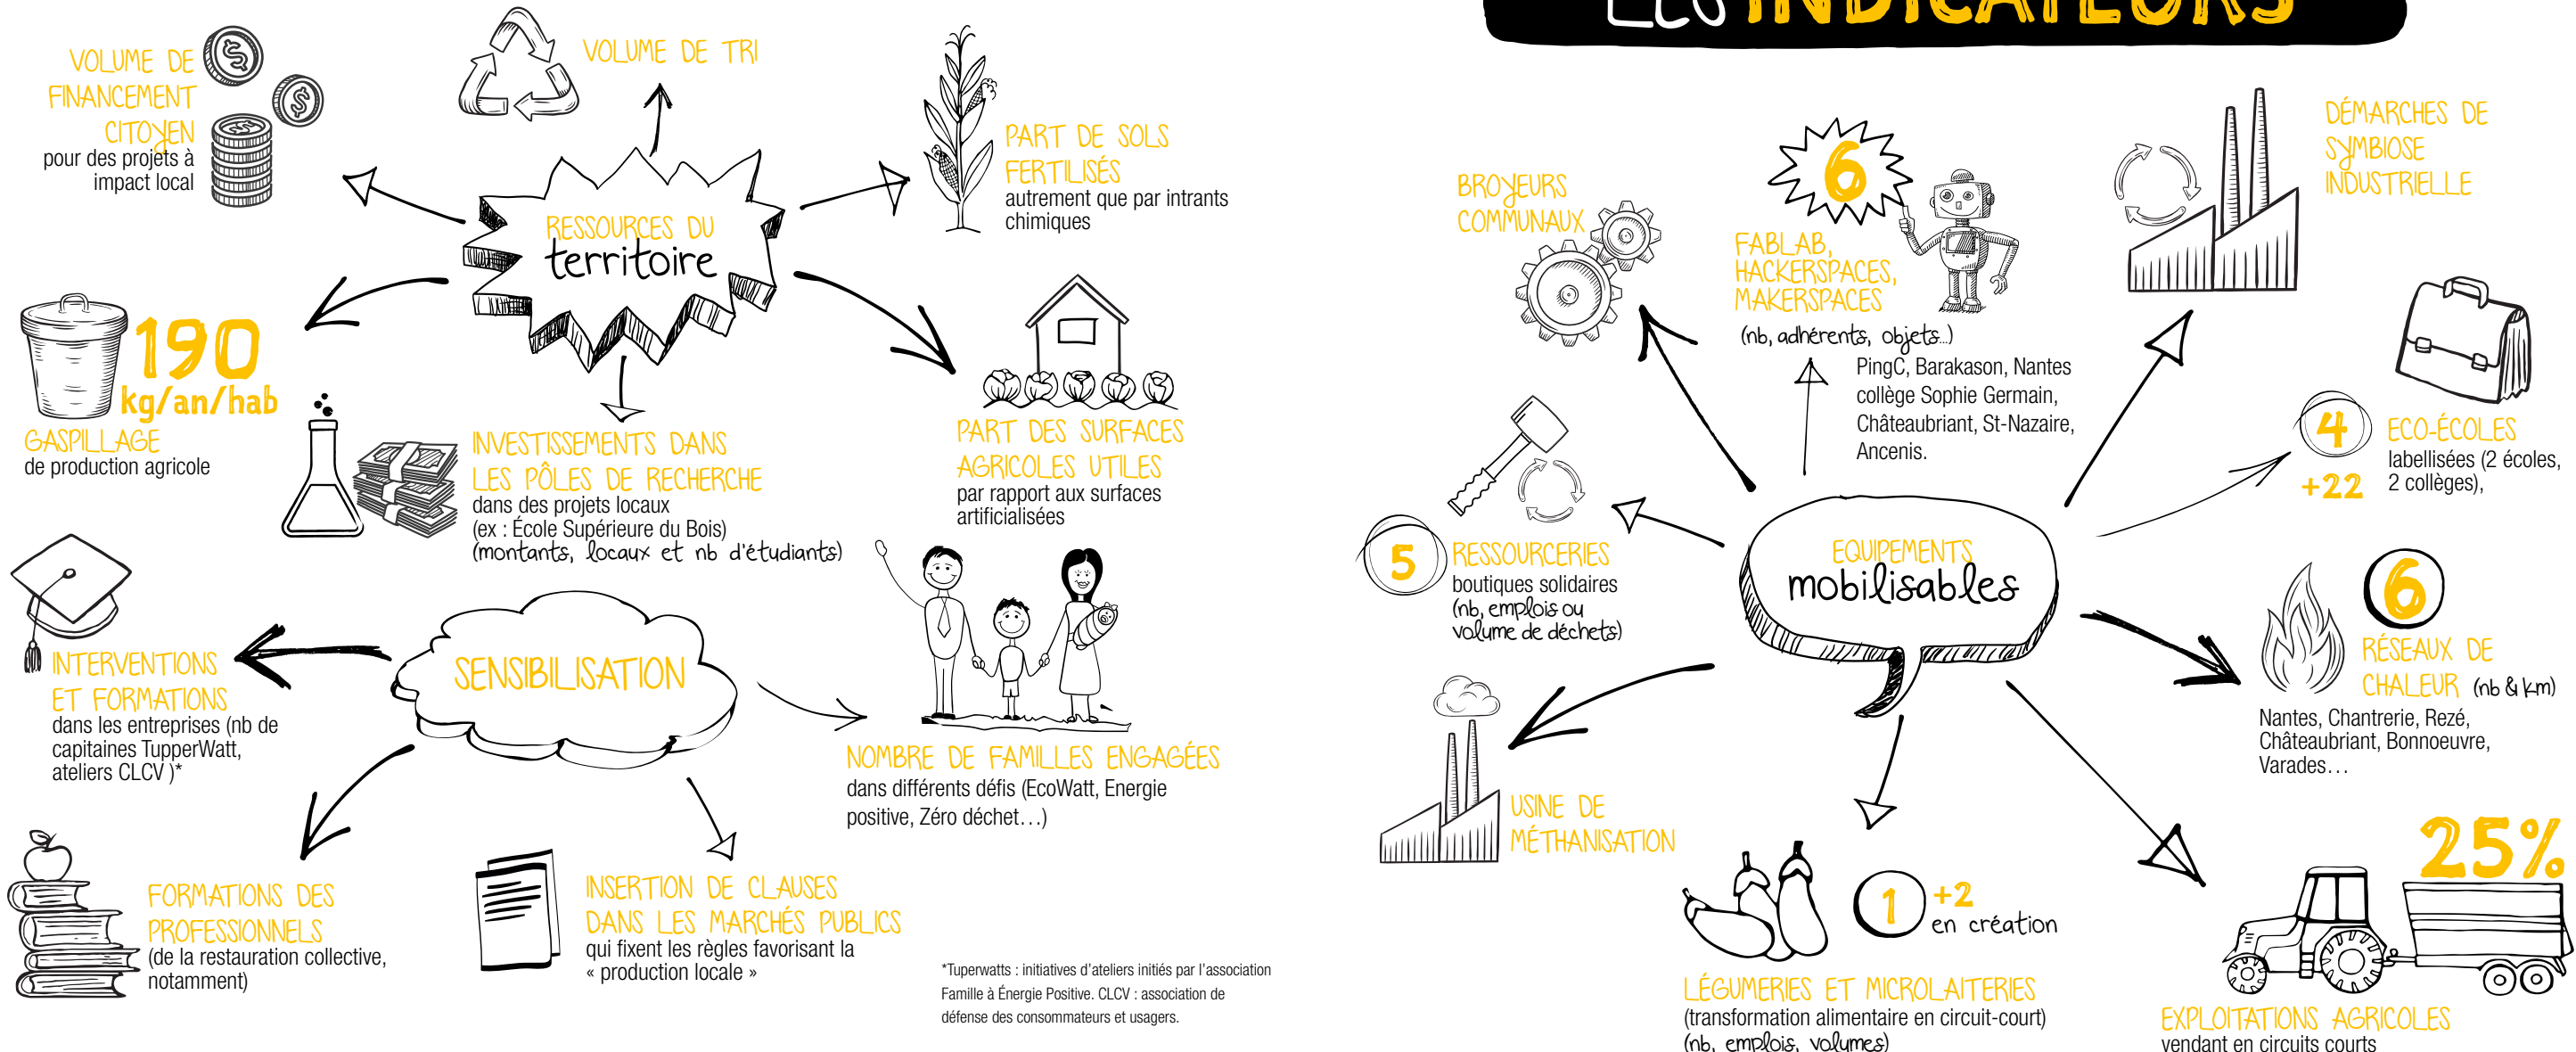 Les INDICATEURS
VOLUME DE
FINANCEMENT
CITOYEN
pour des projets à
impact local
VOLUME DE TRI
PART DE SOLS
FERTILISÉS
autrement que par intrants
chimiques
RESSOURCES DU
territoire
190
kg/an/hab
GASPILLAGE
de production agricole
INVESTISSEMENTS DANS
LES PÔLES DE RECHERCHE
dans des projets locaux
(ex : École Supérieure du Bois)
(montants, locaux et nb d'étudiants)
PART DES SURFACES
AGRICOLES UTILES
par rapport aux surfaces
artificialisées
SENSIBILISATION
INTERVENTIONS
ET FORMATIONS
dans les entreprises (nb de
capitaines TupperWatt,
ateliers CLCV )*
NOMBRE DE FAMILLES ENGAGÉES
dans différents défis (EcoWatt, Energie
positive, Zéro déchet…)
FORMATIONS DES
PROFESSIONNELS
(de la restauration collective,
notamment)
INSERTION DE CLAUSES
DANS LES MARCHÉS PUBLICS
qui fixent les règles favorisant la
« production locale »
*Tuperwatts : initiatives d'ateliers initiés par l'association
Famille à Énergie Positive. CLCV : association de
défense des consommateurs et usagers.
BROYEURS
COMMUNAUX
6
FABLAB,
HACKERSPACES,
MAKERSPACES
(nb, adhérents, objets...)
PingC, Barakason, Nantes
collège Sophie Germain,
Châteaubriant, St-Nazaire,
Ancenis.
DÉMARCHES DE
SYMBIOSE
INDUSTRIELLE
4
+22
ECO-ÉCOLES
labellisées (2 écoles,
2 collèges),
5
RESSOURCERIES
boutiques solidaires
(nb, emplois ou
volume de déchets)
EQUIPEMENTS
mobilisables
6
RÉSEAUX DE
CHALEUR (nb & km)
Nantes, Chantrerie, Rezé,
Châteaubriant, Bonnoeuvre,
Varades…
USINE DE
MÉTHANISATION
1
+2
en création
LÉGUMERIES ET MICROLAITERIES
(transformation alimentaire en circuit-court)
(nb, emplois, volumes)
25%
EXPLOITATIONS AGRICOLES
vendant en circuits courts